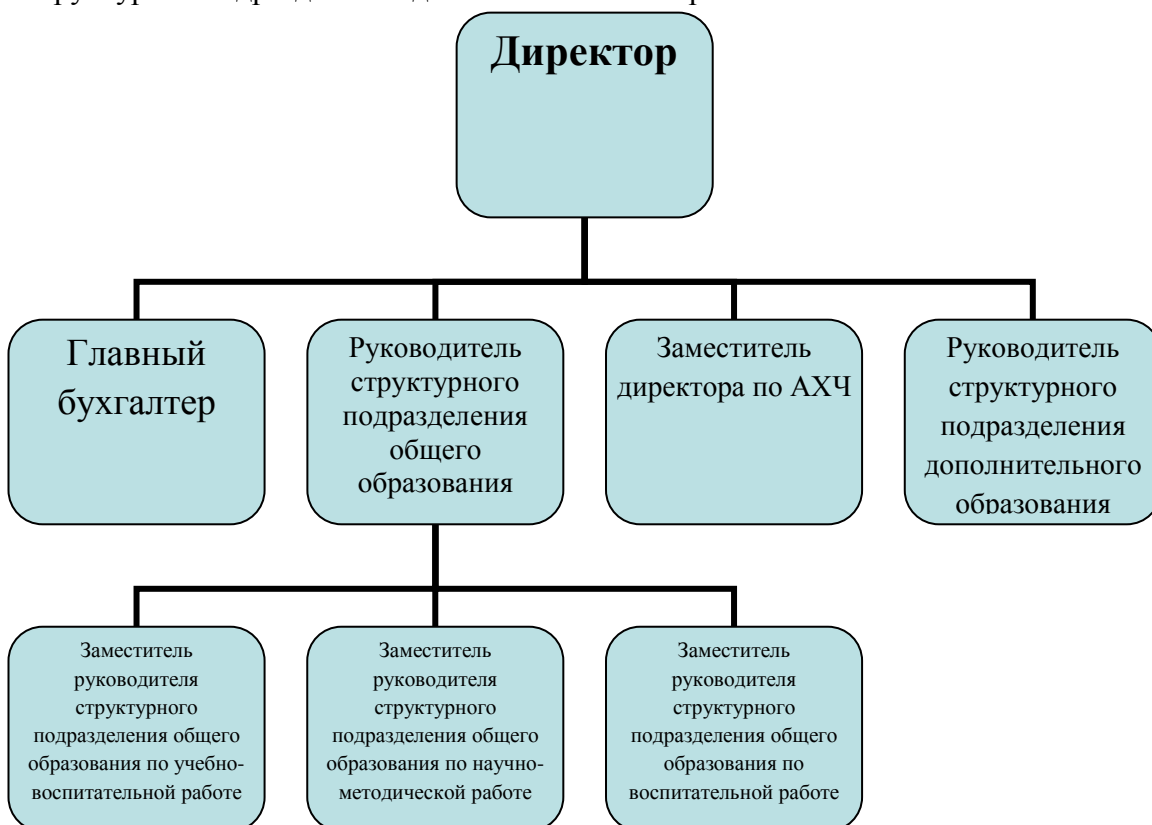 Директор
Главный
бухгалтер
Руководитель
структурного
подразделения
общего
образования
Заместитель
директора по АХЧ
Руководитель
структурного
подразделения
дополнительного
образования
Заместитель
руководителя
структурного
подразделения общего
образования по учебно-
воспитательной работе
Заместитель
руководителя
структурного
подразделения общего
образования по научно-
методической работе
Заместитель
руководителя
структурного
подразделения общего
образования по
воспитательной работе